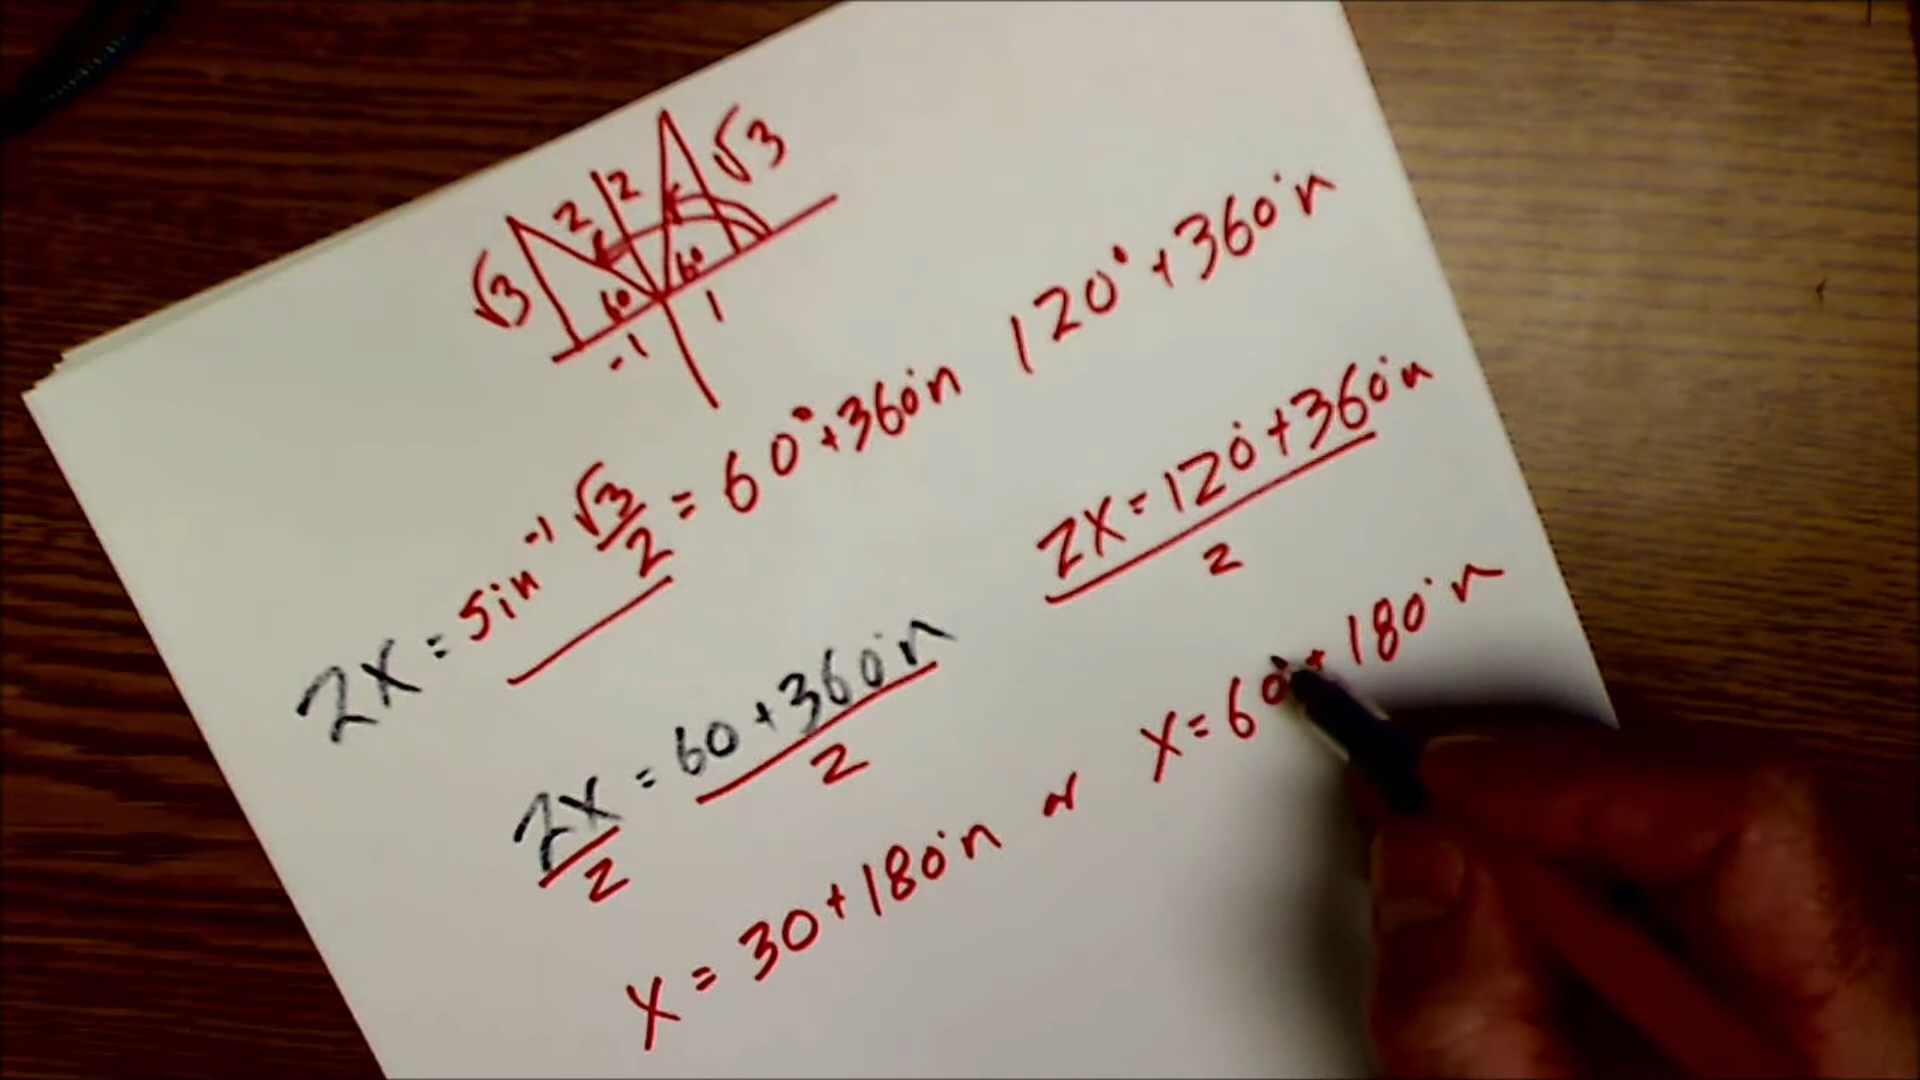 √3 2 2 √3
60 60
-1 1
2X = sin⁻¹ √3/2 = 60°+360°n 120°+360°n
2X/2 = 60+360°n/2 2X=120°+360°n/2
X = 30+180°n or X=60°+180°n